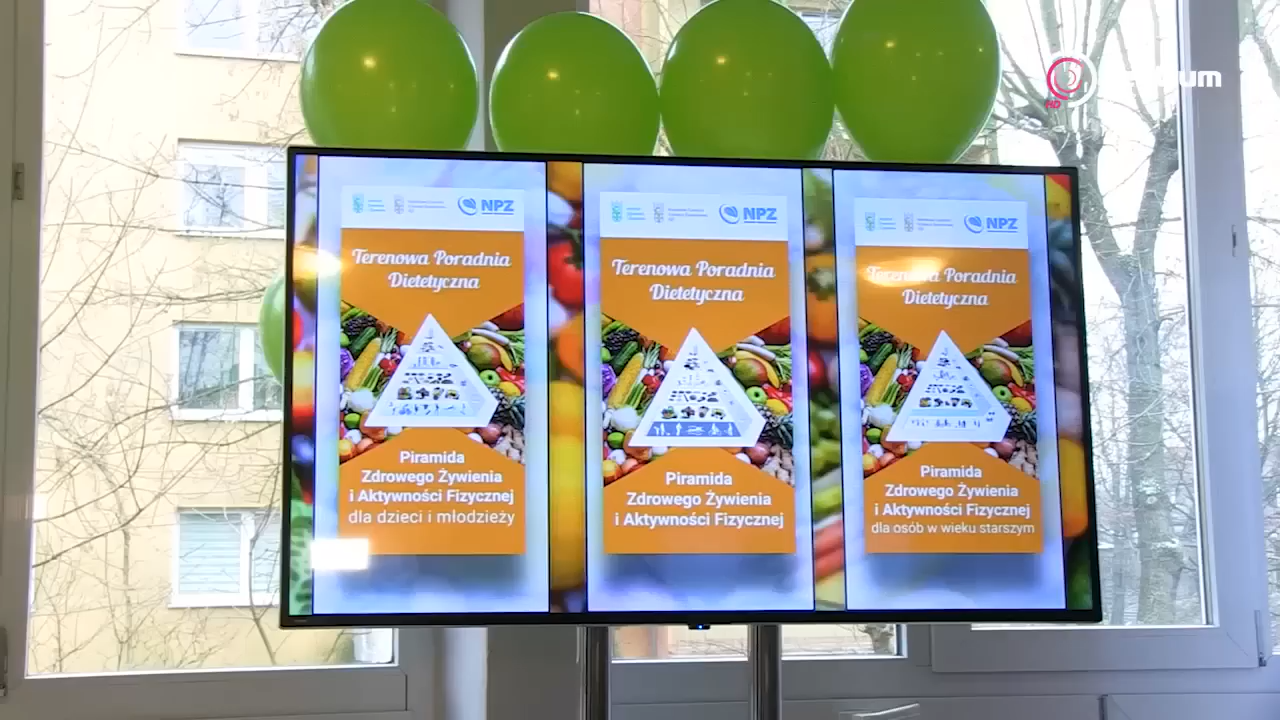 NPZ
Terenowa Poradnia
Dietetyczna
Piramida
Zdrowego Żywienia
i Aktywności Fizycznej
dla dzieci i młodzieży
NPZ
Terenowa Poradnia
Dietetyczna
Piramida
Zdrowego Żywienia
i Aktywności Fizycznej
NPZ
Terenowa Poradnia
Dietetyczna
Piramida
Zdrowego Żywienia
i Aktywności Fizycznej
dla osób w wieku starszym
HD